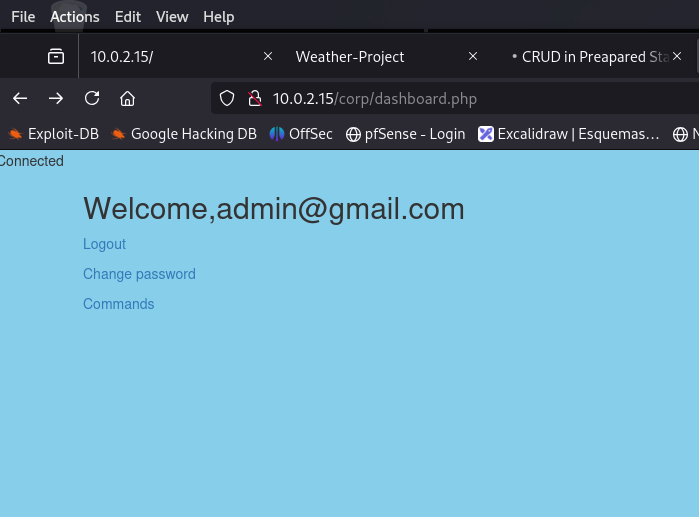 File Actions Edit View Help
10.0.2.15/ Weather-Project • CRUD in Preapared Sta
10.0.2.15/corp/dashboard.php
Exploit-DB Google Hacking DB OffSec pfSense - Login Excalidraw | Esquemas… N
Connected
Welcome,admin@gmail.com
Logout
Change password
Commands